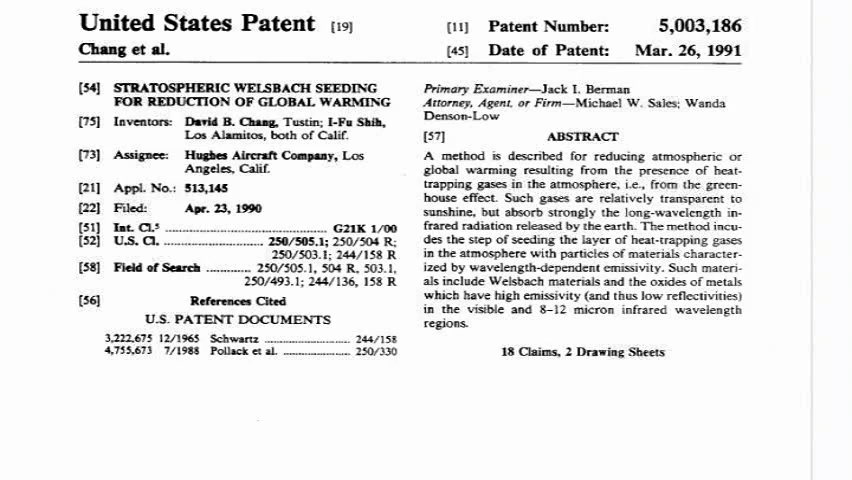 United States Patent [19]
Chang et al.
[11] Patent Number: 5,003,186
[45] Date of Patent: Mar. 26, 1991
[54] STRATOSPHERIC WELSBACH SEEDING
FOR REDUCTION OF GLOBAL WARMING
[75] Inventors: David B. Chang, Tustin; I-Fu Shih,
Los Alamitos, both of Calif.
[73] Assignee: Hughes Aircraft Company, Los
Angeles, Calif.
[21] Appl. No.: 513,145
[22] Filed: Apr. 23, 1990
[51] Int. Cl.⁵ ........................................ G21K 1/00
[52] U.S. Cl. ........................ 250/505.1; 250/504 R;
250/503.1; 244/158 R
[58] Field of Search ............ 250/505.1, 504 R, 503.1,
250/493.1; 244/136, 158 R
[56] References Cited
U.S. PATENT DOCUMENTS
3,222,675 12/1965 Schwartz ........................ 244/158
4,755,673 7/1988 Pollack et al. .................... 250/330
Primary Examiner—Jack I. Berman
Attorney, Agent, or Firm—Michael W. Sales; Wanda
Denson-Low
[57] ABSTRACT
A method is described for reducing atmospheric or
global warming resulting from the presence of heat-
trapping gases in the atmosphere, i.e., from the green-
house effect. Such gases are relatively transparent to
sunshine, but absorb strongly the long-wavelength in-
frared radiation released by the earth. The method incu-
des the step of seeding the layer of heat-trapping gases
in the atmosphere with particles of materials character-
ized by wavelength-dependent emissivity. Such materi-
als include Welsbach materials and the oxides of metals
which have high emissivity (and thus low reflectivities)
in the visible and 8-12 micron infrared wavelength
regions.
18 Claims, 2 Drawing Sheets